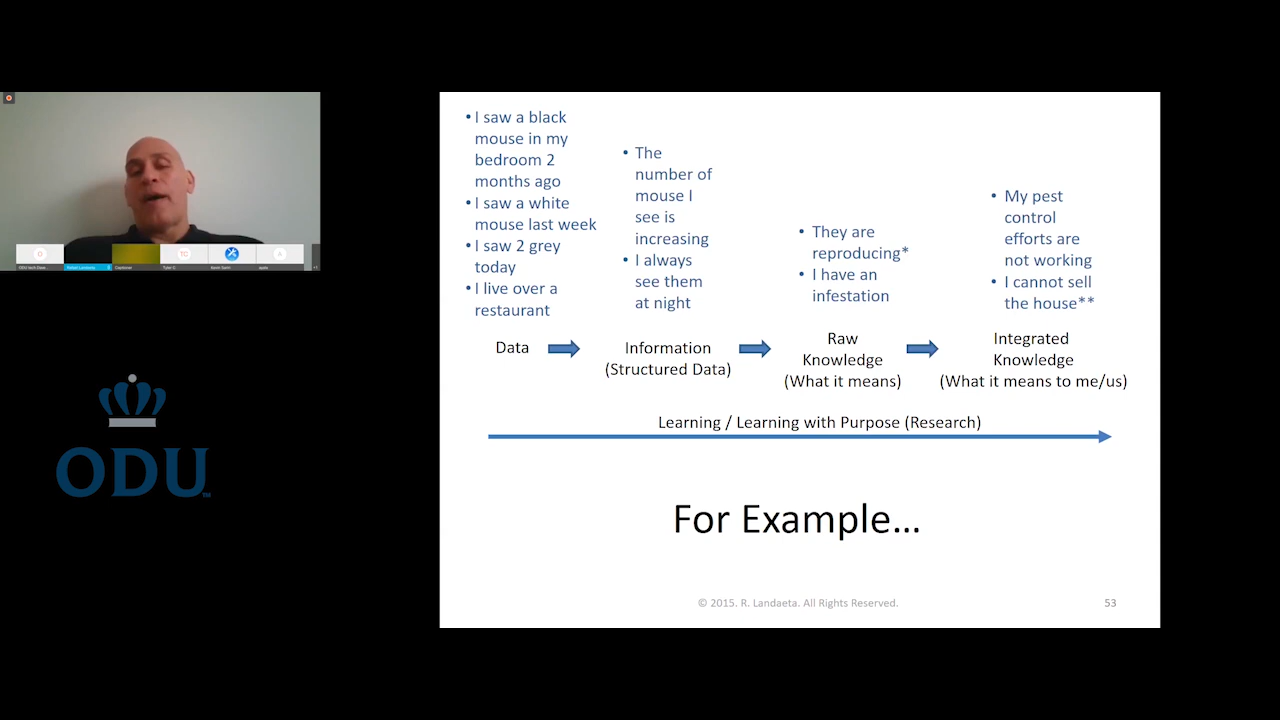 • I saw a black
mouse in my
bedroom 2
months ago
• I saw a white
mouse last week
• I saw 2 grey
today
• I live over a
restaurant
• The
number of
mouse I
see is
increasing
• I always
see them
at night
• They are
reproducing*
• I have an
infestation
• My pest
control
efforts are
not working
• I cannot sell
the house**
Data
Information
(Structured Data)
Raw
Knowledge
(What it means)
Integrated
Knowledge
(What it means to me/us)
Learning / Learning with Purpose (Research)
For Example...
© 2015. R. Landaeta. All Rights Reserved.
53
ODU
TM
TC
Captioner
Tyler C